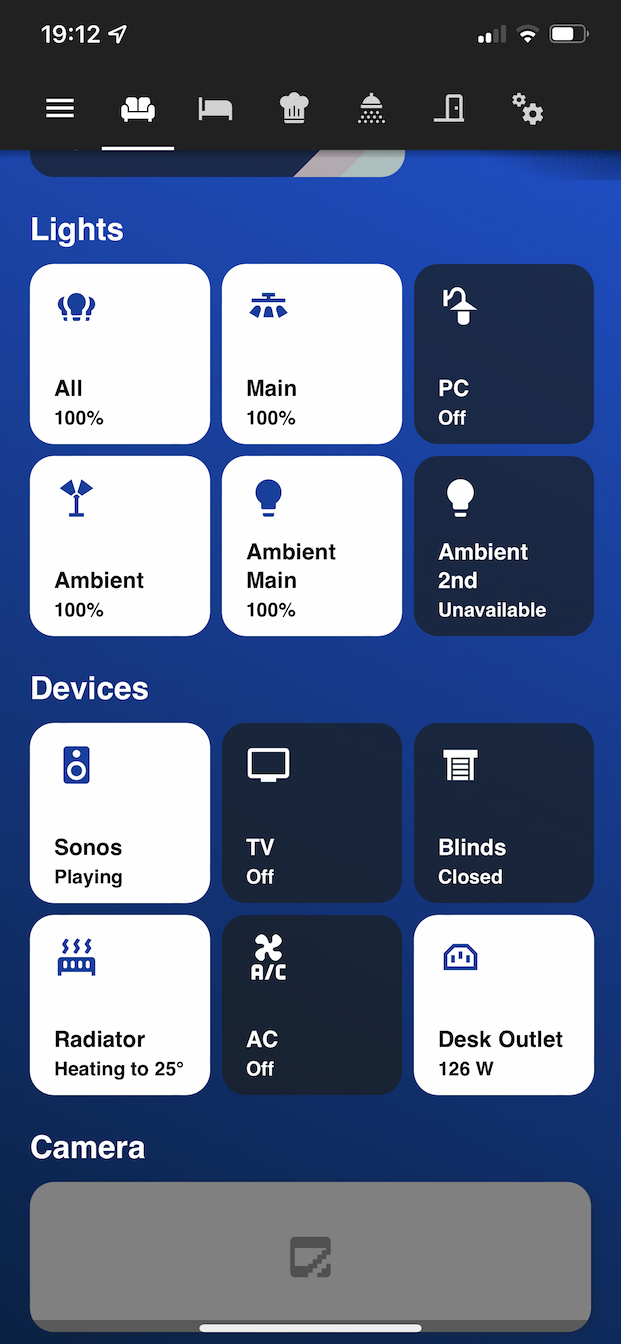 19:12
Lights
All
100%
Main
100%
PC
Off
Ambient
100%
Ambient
Main
100%
Ambient
2nd
Unavailable
Devices
Sonos
Playing
TV
Off
Blinds
Closed
Radiator
Heating to 25°
A/C
AC
Off
Desk Outlet
126 W
Camera